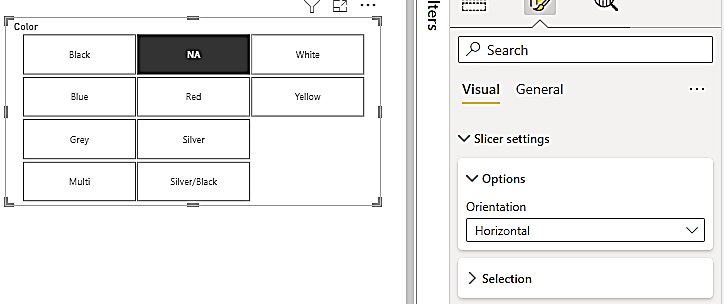 Color
Black NA White
Blue Red Yellow
Grey Silver
Multi Silver/Black
lters
Search
Visual General
Slicer settings
Options
Orientation
Horizontal
Selection